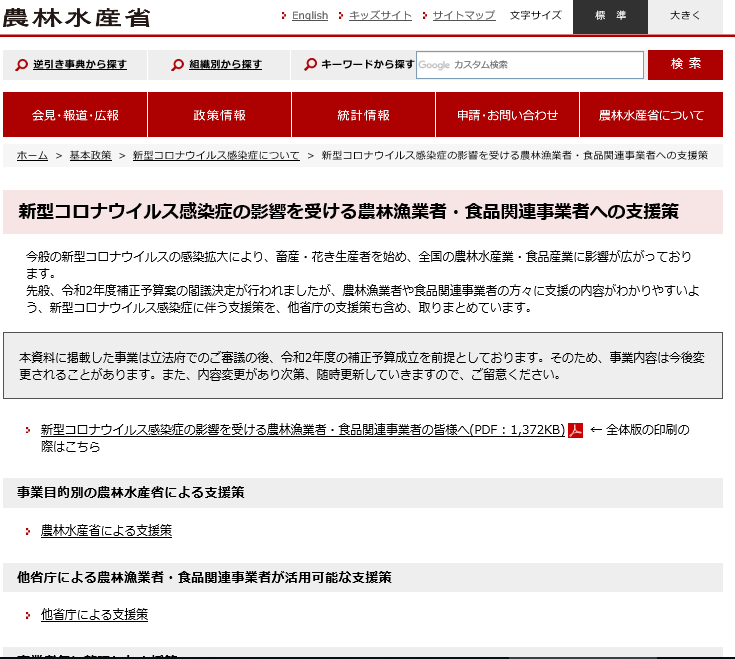 農林水産省
English キッズサイト サイトマップ 文字サイズ 標 準 大きく
逆引き事典から探す 組織別から探す キーワードから探す Google カスタム検索 検 索
会見・報道・広報 政策情報 統計情報 申請・お問い合わせ 農林水産省について
ホーム > 基本政策 > 新型コロナウイルス感染症について > 新型コロナウイルス感染症の影響を受ける農林漁業者・食品関連事業者への支援策
新型コロナウイルス感染症の影響を受ける農林漁業者・食品関連事業者への支援策
今般の新型コロナウイルスの感染拡大により、畜産・花き生産者を始め、全国の農林水産業・食品産業に影響が広がっており
ます。
先般、令和2年度補正予算案の閣議決定が行われましたが、農林漁業者や食品関連事業者の方々に支援の内容がわかりやすいよ
う、新型コロナウイルス感染症に伴う支援策を、他省庁の支援策も含め、取りまとめています。
本資料に掲載した事業は立法府でのご審議の後、令和2年度の補正予算成立を前提としております。そのため、事業内容は今後変
更されることがあります。また、内容変更があり次第、随時更新していきますので、ご留意ください。
新型コロナウイルス感染症の影響を受ける農林漁業者・食品関連事業者の皆様へ(PDF : 1,372KB) ← 全体版の印刷の
際はこちら
事業目的別の農林水産省による支援策
農林水産省による支援策
他省庁による農林漁業者・食品関連事業者が活用可能な支援策
他省庁による支援策